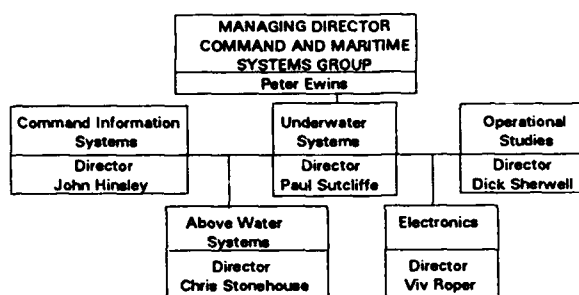 MANAGING DIRECTOR
COMMAND AND MARITIME
SYSTEMS GROUP
Peter Ewins
Command Information
Systems
Director
John Hinsley
Underwater
Systems
Director
Paul Sutcliffe
Operational
Studies
Director
Dick Sherwell
Above Water
Systems
Director
Chris Stonehouse
Electronics
Director
Viv Roper